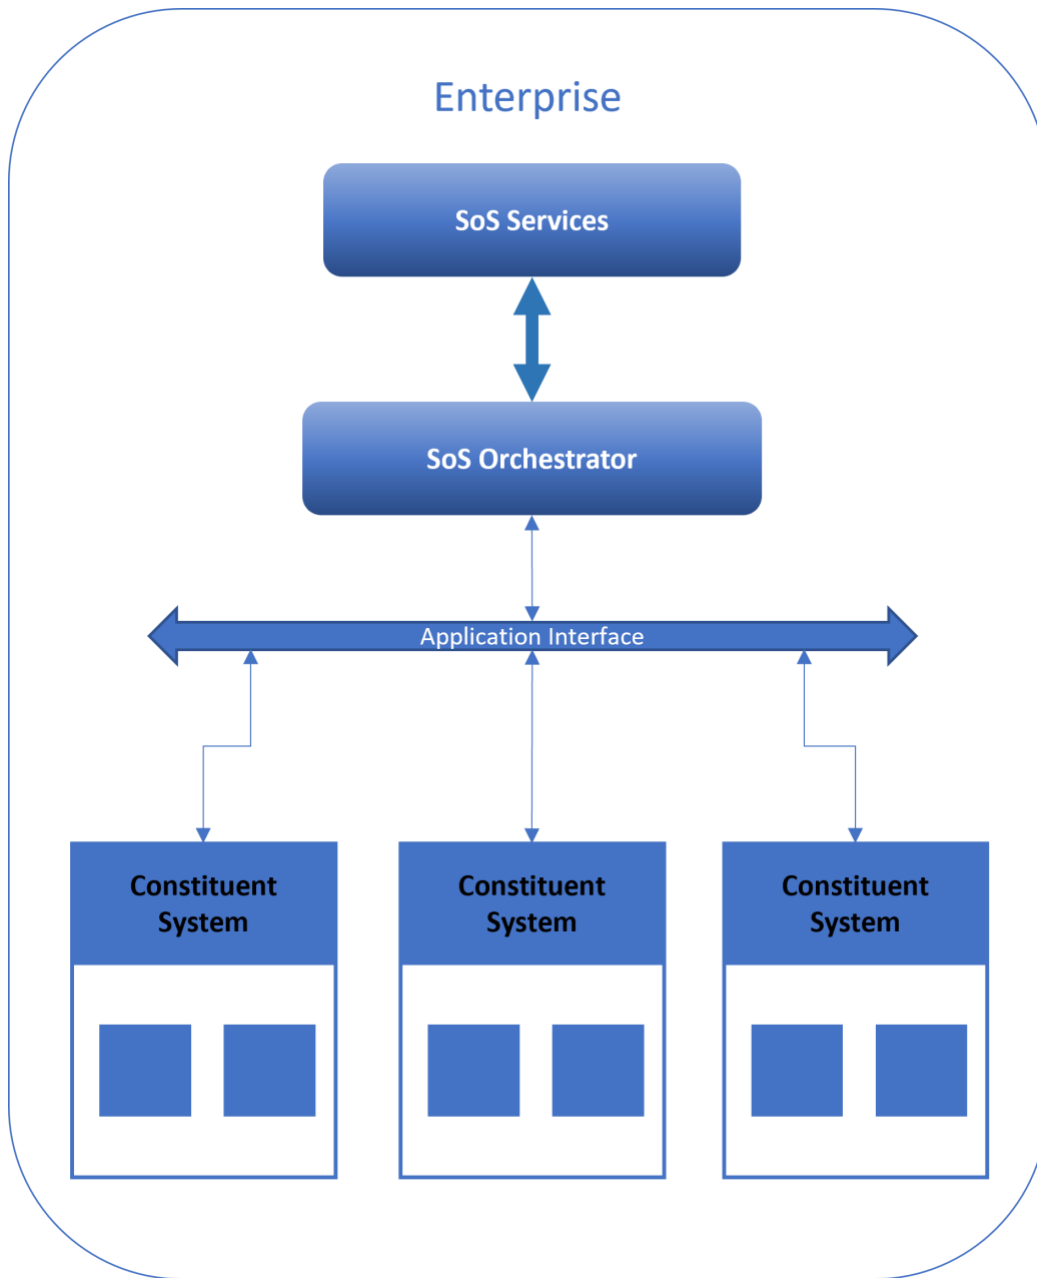 Enterprise
SoS Services
SoS Orchestrator
Application Interface
Constituent
System
Constituent
System
Constituent
System